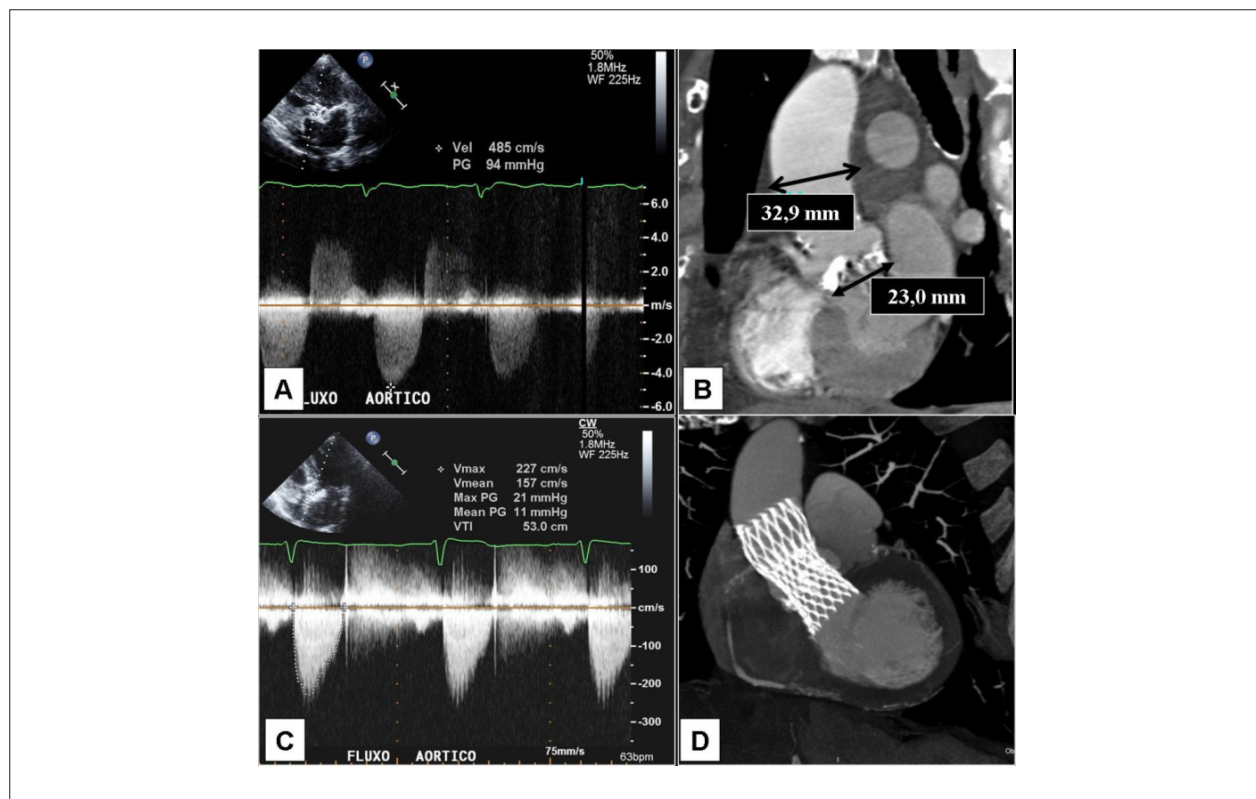 50%
1.8MHz
WF 225Hz
P
X
Vel 485 cm/s
PG 94 mmHg
6.0
4.0
2.0
m/s
-2.0
-4.0
-6.0
A
LUXO AORTICO
32,9 mm
23,0 mm
B
CW
50%
1.8MHz
WF 225Hz
P
Vmax 227 cm/s
Vmean 157 cm/s
Max PG 21 mmHg
Mean PG 11 mmHg
VTI 53.0 cm
100
cm/s
-100
-200
-300
C
FLUXO AORTICO
75mm/s
63bpm
D